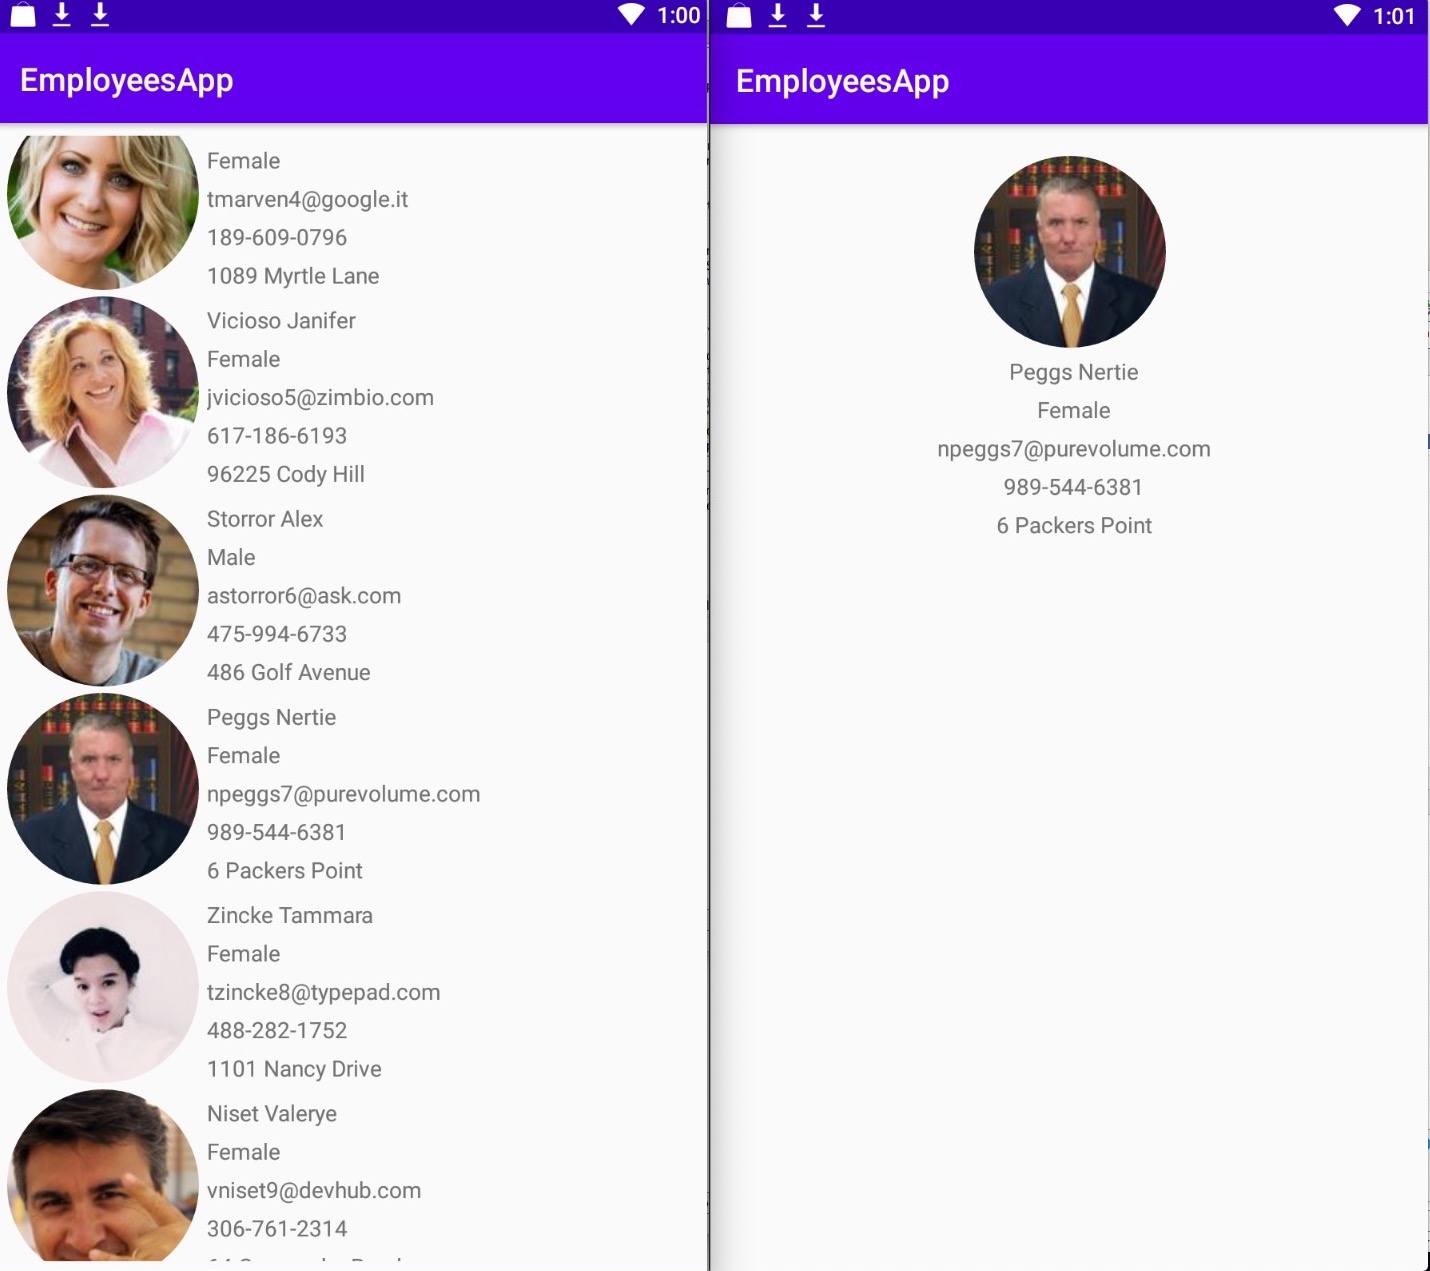 1:00
EmployeesApp
Female
tmarven4@google.it
189-609-0796
1089 Myrtle Lane
Vicioso Janifer
Female
jvicioso5@zimbio.com
617-186-6193
96225 Cody Hill
Storror Alex
Male
astorror6@ask.com
475-994-6733
486 Golf Avenue
Peggs Nertie
Female
npeggs7@purevolume.com
989-544-6381
6 Packers Point
Zincke Tammara
Female
tzincke8@typepad.com
488-282-1752
1101 Nancy Drive
Niset Valerye
Female
vniset9@devhub.com
306-761-2314
1:01
EmployeesApp
Peggs Nertie
Female
npeggs7@purevolume.com
989-544-6381
6 Packers Point